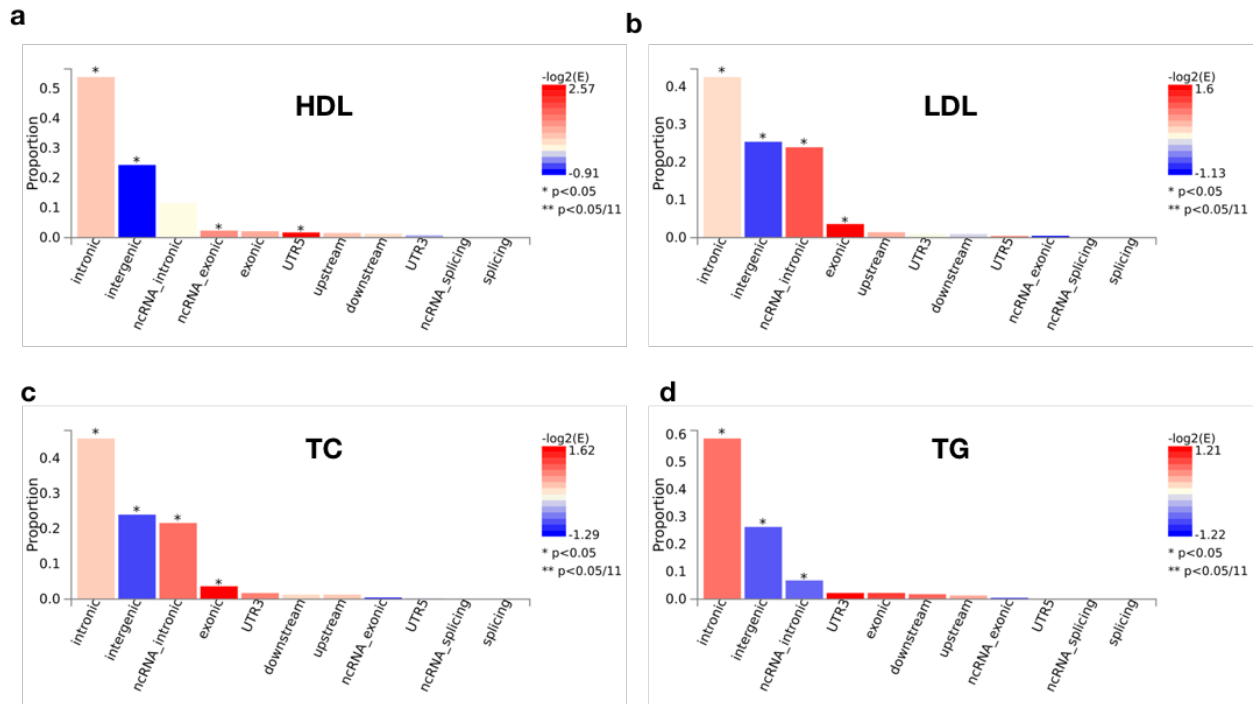 a
HDL
Proportion
0.5
0.4
0.3
0.2
0.1
0.0
*
*
*
*
intronic
intergenic
ncRNA_intronic
ncRNA_exonic
exonic
UTR5
upstream
downstream
UTR3
ncRNA_splicing
splicing
-log2(E)
2.57
-0.91
* p<0.05
** p<0.05/11
b
LDL
Proportion
0.4
0.3
0.2
0.1
0.0
*
*
*
*
intronic
intergenic
ncRNA_intronic
exonic
upstream
UTR3
downstream
UTR5
ncRNA_exonic
ncRNA_splicing
splicing
-log2(E)
1.6
-1.13
* p<0.05
** p<0.05/11
c
TC
Proportion
0.4
0.3
0.2
0.1
0.0
*
*
*
*
intronic
intergenic
ncRNA_intronic
exonic
UTR3
downstream
upstream
ncRNA_exonic
UTR5
ncRNA_splicing
splicing
-log2(E)
1.62
-1.29
* p<0.05
** p<0.05/11
d
TG
Proportion
0.6
0.5
0.4
0.3
0.2
0.1
0.0
*
*
*
intronic
intergenic
ncRNA_intronic
UTR3
exonic
downstream
upstream
ncRNA_exonic
UTR5
ncRNA_splicing
splicing
-log2(E)
1.21
-1.22
* p<0.05
** p<0.05/11